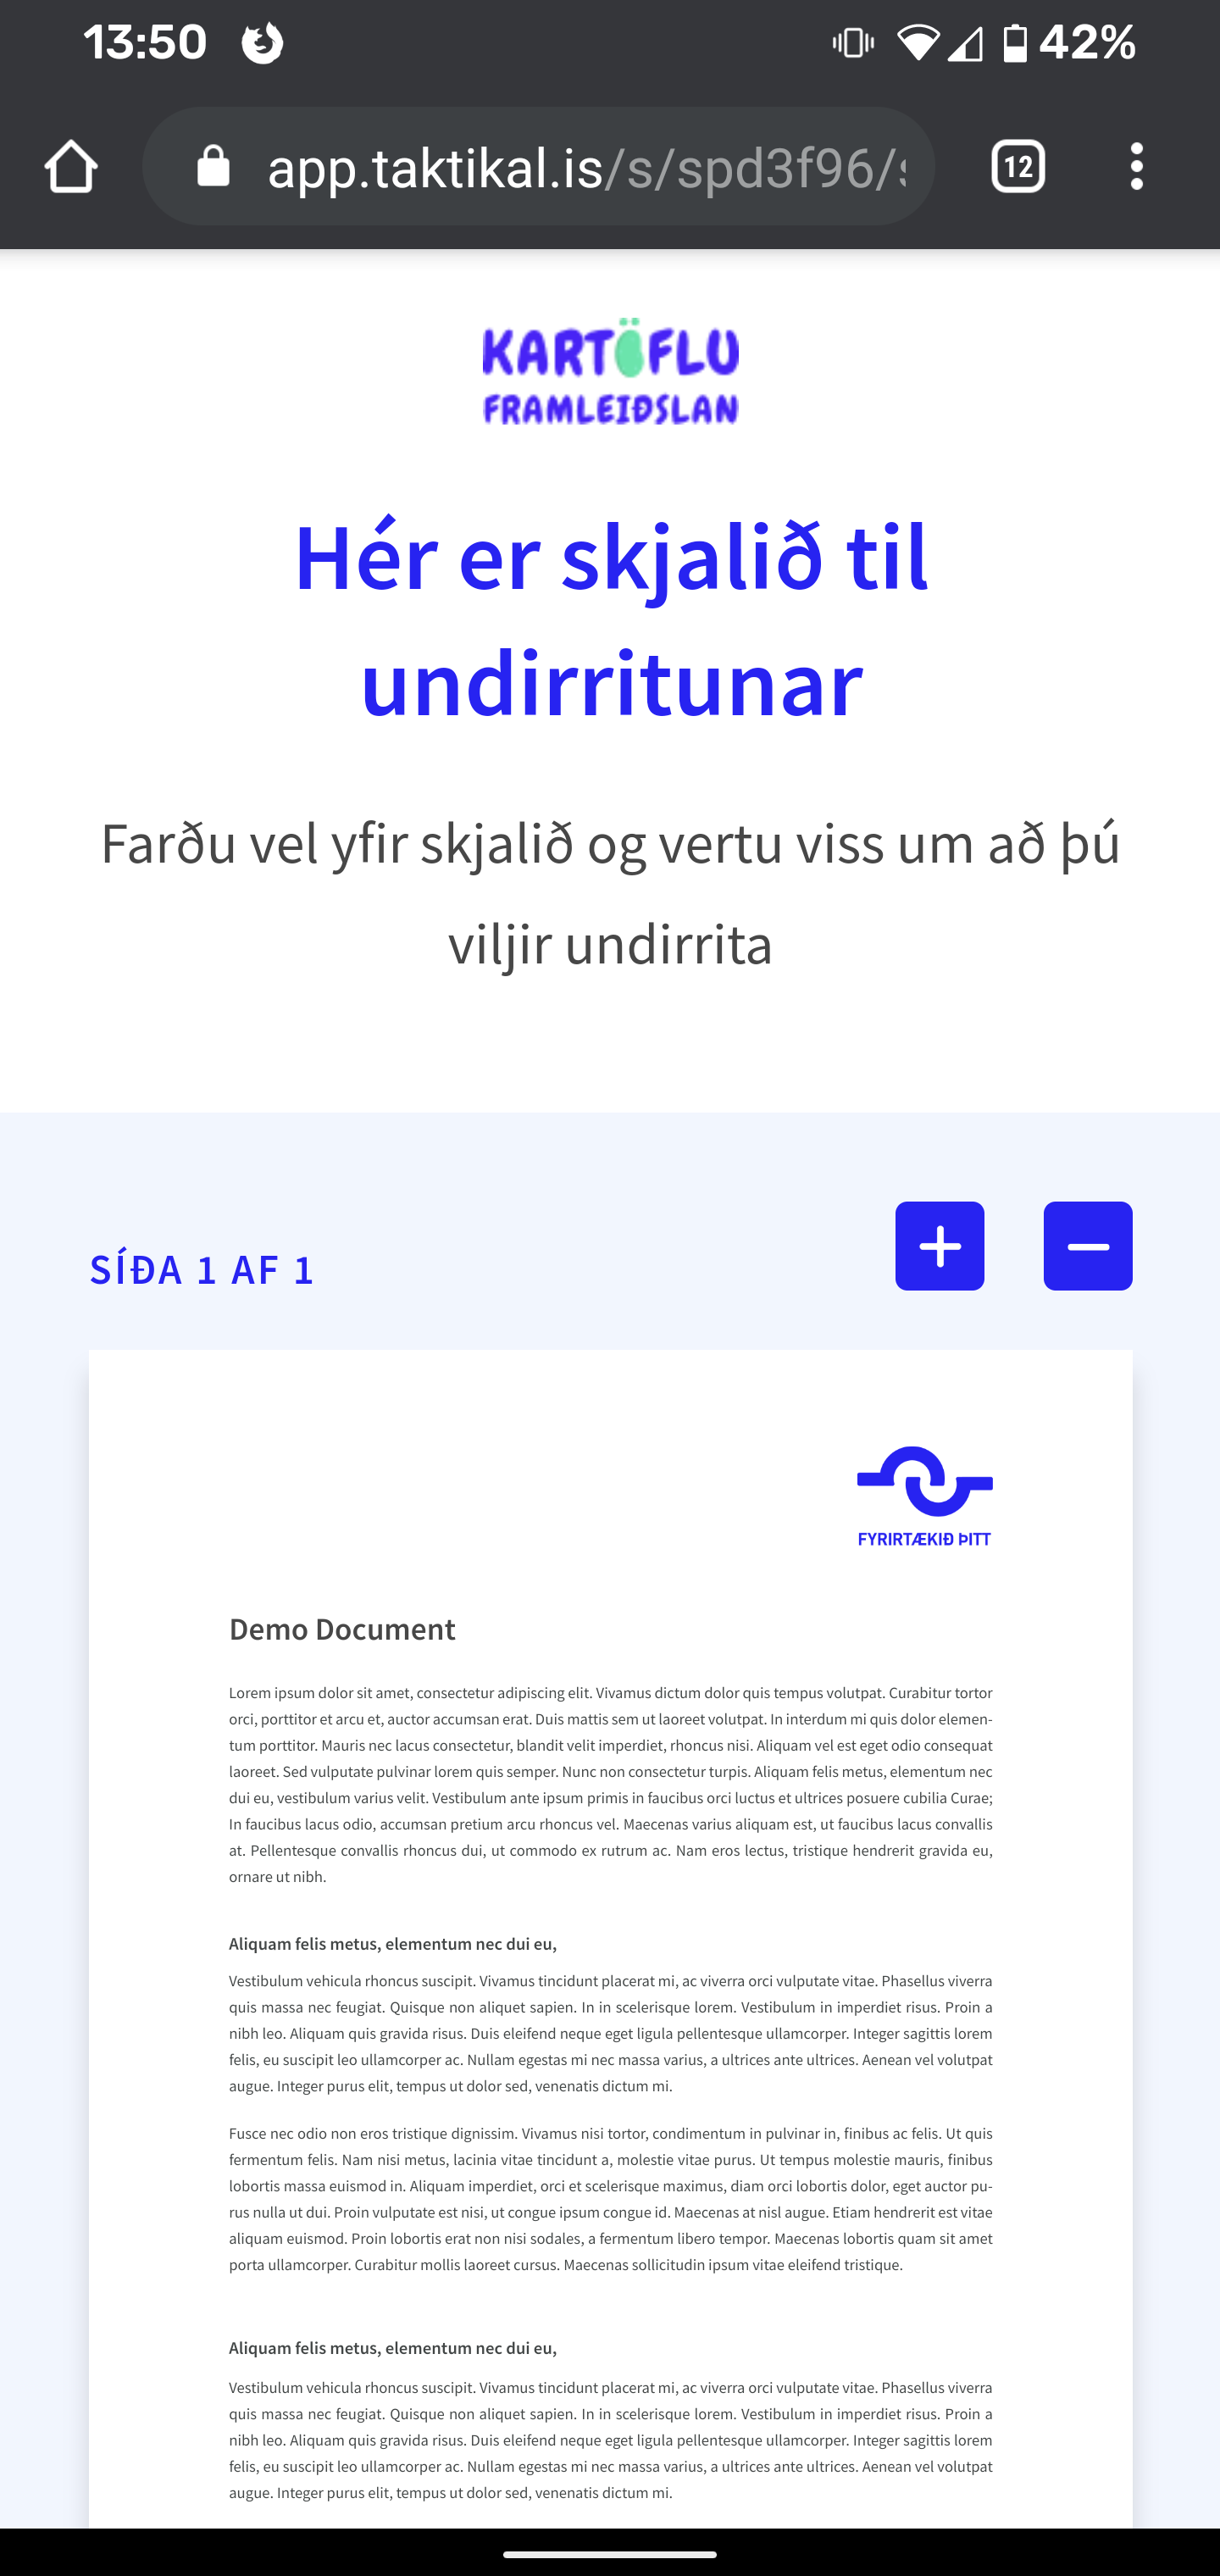 13:50
42%
app.taktikal.is/s/spd3f96/
12
KARTÖFLU
FRAMLEIÐSLAN
Hér er skjalið til
undirritunar
Farðu vel yfir skjalið og vertu viss um að þú
viljir undirrita
SÍÐA 1 AF 1
FYRIRTÆKIÐ ÞITT
Demo Document
Lorem ipsum dolor sit amet, consectetur adipiscing elit. Vivamus dictum dolor quis tempus volutpat. Curabitur tortor
orci, porttitor et arcu et, auctor accumsan erat. Duis mattis sem ut laoreet volutpat. In interdum mi quis dolor elemen-
tum porttitor. Mauris nec lacus consectetur, blandit velit imperdiet, rhoncus nisi. Aliquam vel est eget odio consequat
laoreet. Sed vulputate pulvinar lorem quis semper. Nunc non consectetur turpis. Aliquam felis metus, elementum nec
dui eu, vestibulum varius velit. Vestibulum ante ipsum primis in faucibus orci luctus et ultrices posuere cubilia Curae;
In faucibus lacus odio, accumsan pretium arcu rhoncus vel. Maecenas varius aliquam est, ut faucibus lacus convallis
at. Pellentesque convallis rhoncus dui, ut commodo ex rutrum ac. Nam eros lectus, tristique hendrerit gravida eu,
ornare ut nibh.
Aliquam felis metus, elementum nec dui eu,
Vestibulum vehicula rhoncus suscipit. Vivamus tincidunt placerat mi, ac viverra orci vulputate vitae. Phasellus viverra
quis massa nec feugiat. Quisque non aliquet sapien. In in scelerisque lorem. Vestibulum in imperdiet risus. Proin a
nibh leo. Aliquam quis gravida risus. Duis eleifend neque eget ligula pellentesque ullamcorper. Integer sagittis lorem
felis, eu suscipit leo ullamcorper ac. Nullam egestas mi nec massa varius, a ultrices ante ultrices. Aenean vel volutpat
augue. Integer purus elit, tempus ut dolor sed, venenatis dictum mi.
Fusce nec odio non eros tristique dignissim. Vivamus nisi tortor, condimentum in pulvinar in, finibus ac felis. Ut quis
fermentum felis. Nam nisi metus, lacinia vitae tincidunt a, molestie vitae purus. Ut tempus molestie mauris, finibus
lobortis massa euismod in. Aliquam imperdiet, orci et scelerisque maximus, diam orci lobortis dolor, eget auctor pu-
rus nulla ut dui. Proin vulputate est nisi, ut congue ipsum congue id. Maecenas at nisl augue. Etiam hendrerit est vitae
aliquam euismod. Proin lobortis erat non nisi sodales, a fermentum libero tempor. Maecenas lobortis quam sit amet
porta ullamcorper. Curabitur mollis laoreet cursus. Maecenas sollicitudin ipsum vitae eleifend tristique.
Aliquam felis metus, elementum nec dui eu,
Vestibulum vehicula rhoncus suscipit. Vivamus tincidunt placerat mi, ac viverra orci vulputate vitae. Phasellus viverra
quis massa nec feugiat. Quisque non aliquet sapien. In in scelerisque lorem. Vestibulum in imperdiet risus. Proin a
nibh leo. Aliquam quis gravida risus. Duis eleifend neque eget ligula pellentesque ullamcorper. Integer sagittis lorem
felis, eu suscipit leo ullamcorper ac. Nullam egestas mi nec massa varius, a ultrices ante ultrices. Aenean vel volutpat
augue. Integer purus elit, tempus ut dolor sed, venenatis dictum mi.